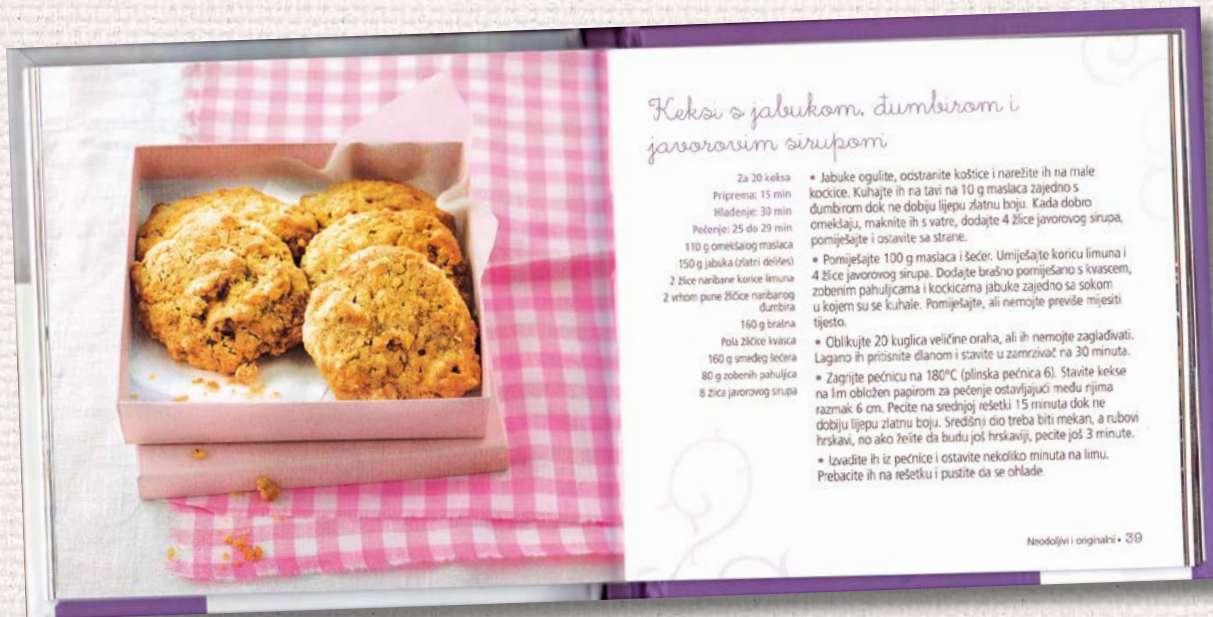 Keksi s jabukom, đumbirom i
javorovim sirupom
Za 20 keksa
Priprema: 15 min
Hlađenje: 30 min
Pečenje: 25 do 29 min
110 g omekšalog maslaca
150 g jabuka (zlatni delišes)
2 žlice naribane korice limuna
2 vrhom pune žličice naribanog
đumbira
160 g brašna
Pola žličice kvasca
160 g smeđeg šećera
80 g zobenih pahuljica
8 žlica javorovog sirupa
• Jabuke ogulite, odstranite koštice i narežite ih na male
kockice. Kuhajte ih na tavi na 10 g maslaca zajedno s
đumbirom dok ne dobiju lijepu zlatnu boju. Kada dobro
omekšaju, maknite ih s vatre, dodajte 4 žlice javorovog sirupa,
pomiješajte i ostavite sa strane.
• Pomiješajte 100 g maslaca i šećer. Umiješajte koricu limuna i
4 žlice javorovog sirupa. Dodajte brašno pomiješano s kvascem,
zobenim pahuljicama i kockicama jabuke zajedno sa sokom
u kojem su se kuhale. Pomiješajte, ali nemojte previše mijesiti
tijesto.
• Oblikujte 20 kuglica veličine oraha, ali ih nemojte zaglađivati.
Lagano ih pritisnite dlanom i stavite u zamrzivač na 30 minuta.
• Zagrijte pećnicu na 180°C (plinska pećnica 6). Stavite kekse
na lim obložen papirom za pečenje ostavljajući među njima
razmak 6 cm. Pecite na srednjoj rešetki 15 minuta dok ne
dobiju lijepu zlatnu boju. Središnji dio treba biti mekan, a rubovi
hrskavi, no ako želite da budu još hrskaviji, pecite još 3 minute.
• Izvadite ih iz pećnice i ostavite nekoliko minuta na limu.
Prebacite ih na rešetku i pustite da se ohlade.
Neodoljivi i originalni • 39